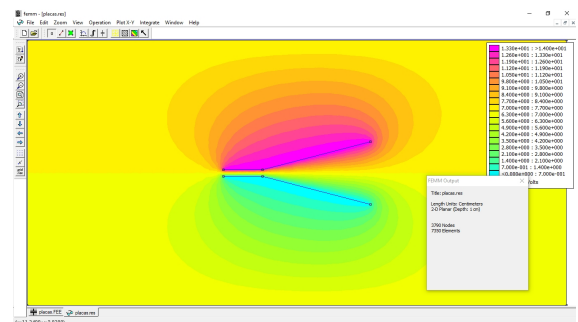 femm - [placas.res]
File Edit Zoom View Operation Plot X-Y Integrate Window Help
1.330e+001 : >1.400e+001
1.260e+001 : 1.330e+001
1.190e+001 : 1.260e+001
1.120e+001 : 1.190e+001
1.050e+001 : 1.120e+001
9.800e+000 : 1.050e+001
9.100e+000 : 9.800e+000
8.400e+000 : 9.100e+000
7.700e+000 : 8.400e+000
7.000e+000 : 7.700e+000
6.300e+000 : 7.000e+000
5.600e+000 : 6.300e+000
4.900e+000 : 5.600e+000
4.200e+000 : 4.900e+000
3.500e+000 : 4.200e+000
2.800e+000 : 3.500e+000
2.100e+000 : 2.800e+000
1.400e+000 : 2.100e+000
7.000e-001 : 1.400e+000
<0.000e+000 : 7.000e-001
FEMM Output
Title: placas.res
Length Units: Centimeters
2-D Planar (Depth: 1 cm)
3790 Nodes
7350 Elements
placas FEE
placas.res